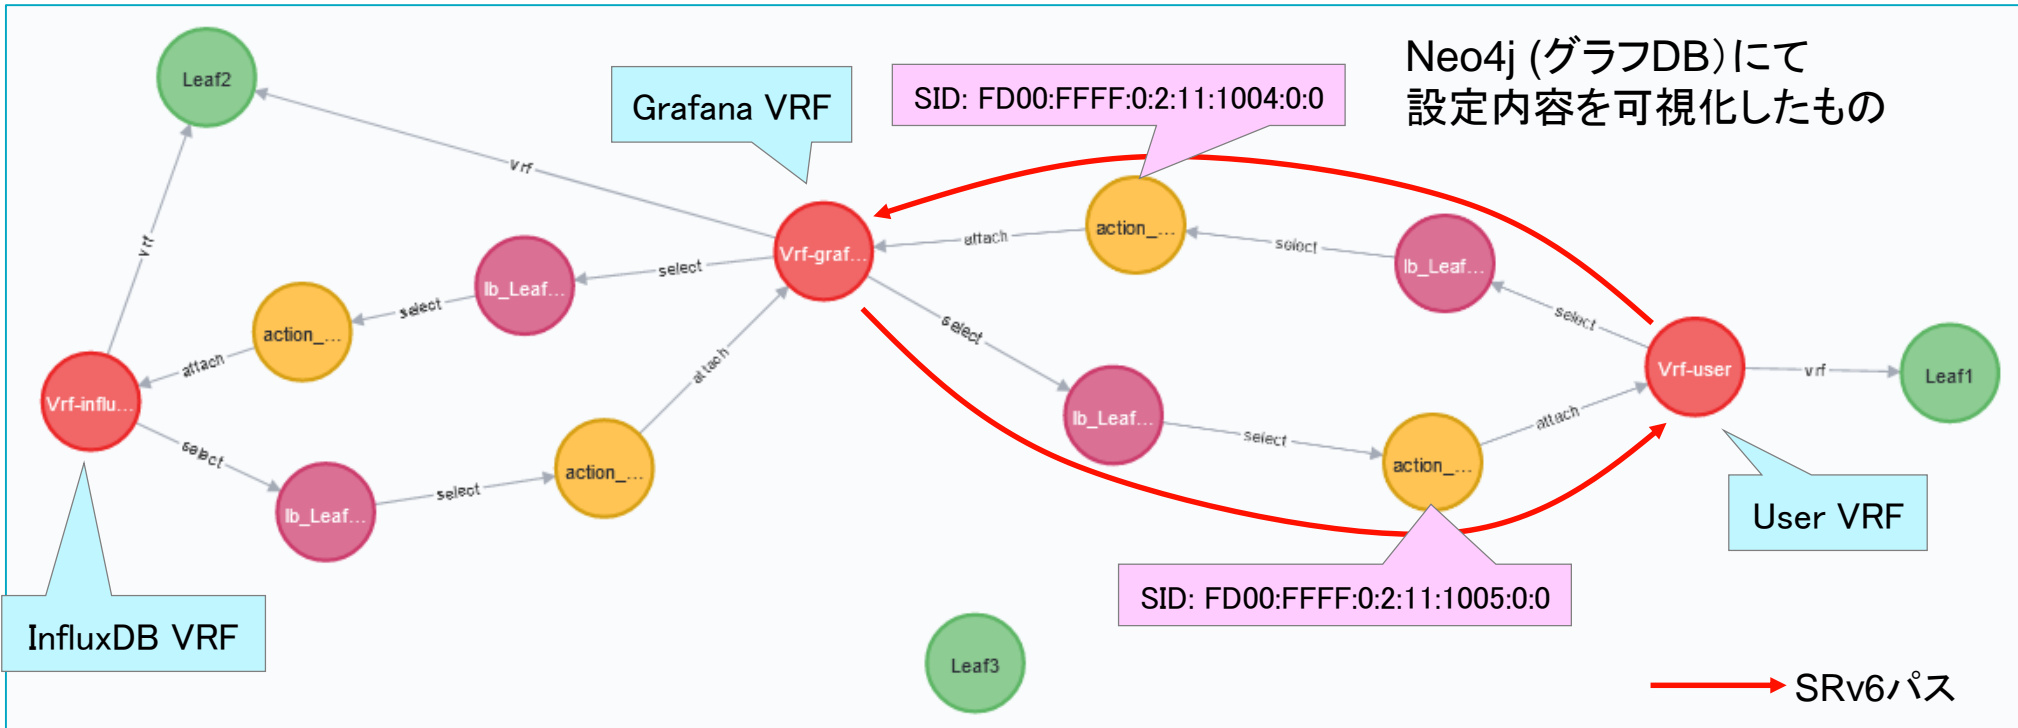 Neo4j (グラフDB)にて
設定内容を可視化したもの
Leaf2
Grafana VRF
SID: FD00:FFFF:0:2:11:1004:0:0
vrf
vrf
action_...
attach
select
Vrf-graf...
lb_Leaf...
select
lb_Leaf...
select
action_...
select
select
select
Vrf-user
vrf
Leaf1
attach
attach
Vrf-influ...
lb_Leaf...
attach
select
select
action_...
select
action_...
lb_Leaf...
User VRF
SID: FD00:FFFF:0:2:11:1005:0:0
InfluxDB VRF
Leaf3
SRv6パス